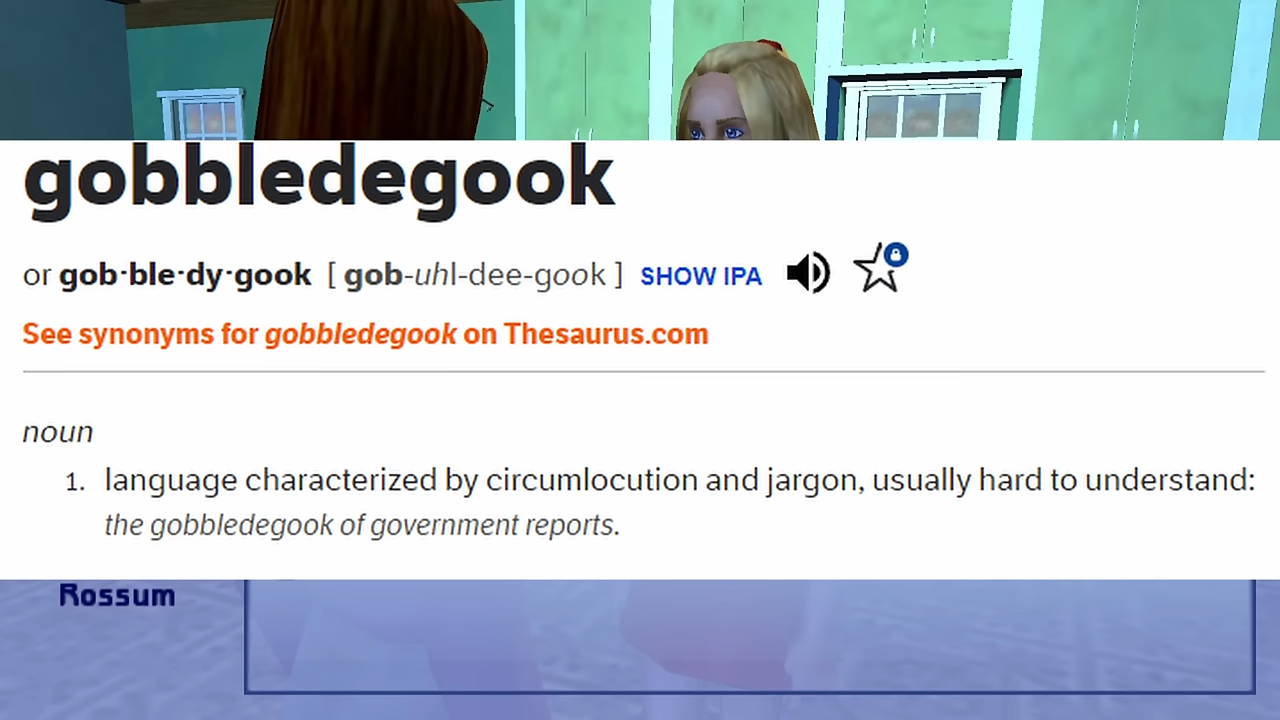 gobbledegook
or gob·ble·dy·gook [ gob-uhl-dee-gook ] SHOW IPA
See synonyms for gobbledegook on Thesaurus.com
noun
1. language characterized by circumlocution and jargon, usually hard to understand:
the gobbledegook of government reports.
Rossum